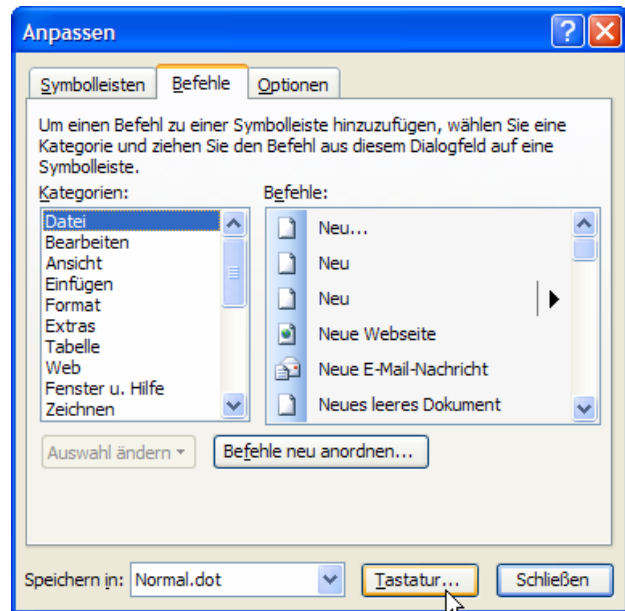 Anpassen
Symbolleisten Befehle Optionen
Um einen Befehl zu einer Symbolleiste hinzuzufügen, wählen Sie eine
Kategorie und ziehen Sie den Befehl aus diesem Dialogfeld auf eine
Symbolleiste.
Kategorien:
Datei
Bearbeiten
Ansicht
Einfügen
Format
Extras
Tabelle
Web
Fenster u. Hilfe
Zeichnen
Befehle:
Neu...
Neu
Neu
Neue Webseite
Neue E-Mail-Nachricht
Neues leeres Dokument
Auswahl ändern Befehle neu anordnen...
Speichern in: Normal.dot Tastatur... Schließen